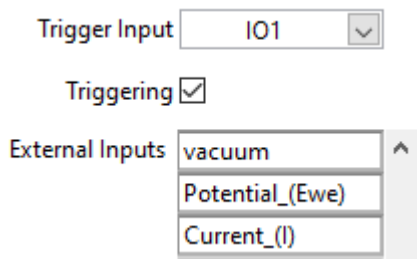 Trigger Input IO1
Triggering
External Inputs vacuum
Potential_(Ewe)
Current_(I)